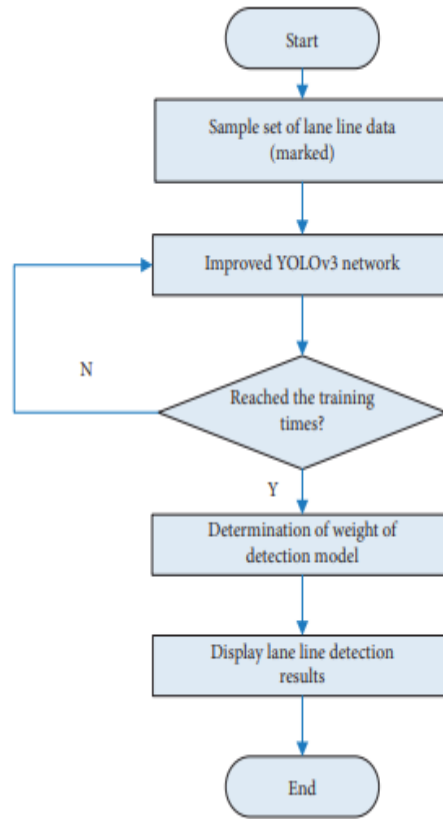 Start
Sample set of lane line data
(marked)
Improved YOLOv3 network
N
Reached the training
times?
Y
Determination of weight of
detection model
Display lane line detection
results
End